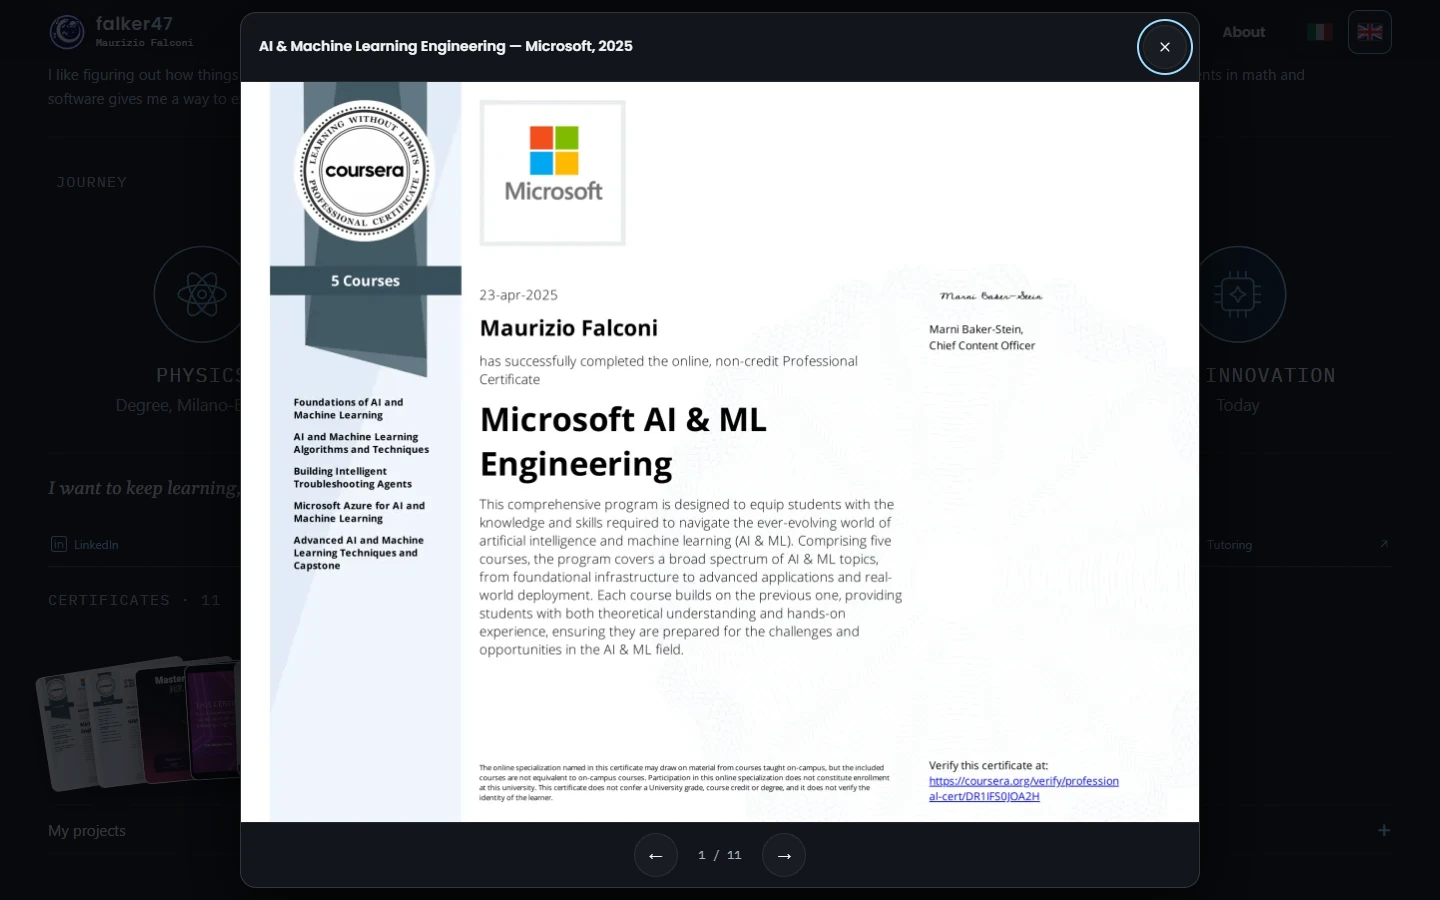 falker47
Maurizio Falconi
About
I like figuring out how things
nts in math and
software gives me a way to e
JOURNEY
PHYSICS
Degree, Milano-B
INNOVATION
Today
I want to keep learning,
LinkedIn
Tutoring
CERTIFICATES · 11
My projects
+
AI & Machine Learning Engineering — Microsoft, 2025
×
LEARNING WITHOUT LIMITS
coursera
PROFESSIONAL CERTIFICATE
5 Courses
Foundations of AI and
Machine Learning
AI and Machine Learning
Algorithms and Techniques
Building Intelligent
Troubleshooting Agents
Microsoft Azure for AI and
Machine Learning
Advanced AI and Machine
Learning Techniques and
Capstone
Microsoft
23-apr-2025
Maurizio Falconi
has successfully completed the online, non-credit Professional
Certificate
Microsoft AI & ML
Engineering
This comprehensive program is designed to equip students with the
knowledge and skills required to navigate the ever-evolving world of
artificial intelligence and machine learning (AI & ML). Comprising five
courses, the program covers a broad spectrum of AI & ML topics,
from foundational infrastructure to advanced applications and real-
world deployment. Each course builds on the previous one, providing
students with both theoretical understanding and hands-on
experience, ensuring they are prepared for the challenges and
opportunities in the AI & ML field.
Marni Baker-Stein
Marni Baker-Stein,
Chief Content Officer
The online specialization named in this certificate may draw on material from courses taught on-campus, but the included
courses are not equivalent to on-campus courses. Participation in this online specialization does not constitute enrollment
at this university. This certificate does not confer a University grade, course credit or degree, and it does not verify the
identity of the learner.
Verify this certificate at:
https://coursera.org/verify/profession
al-cert/DR1IFS0JOA2H
← 1 / 11 →